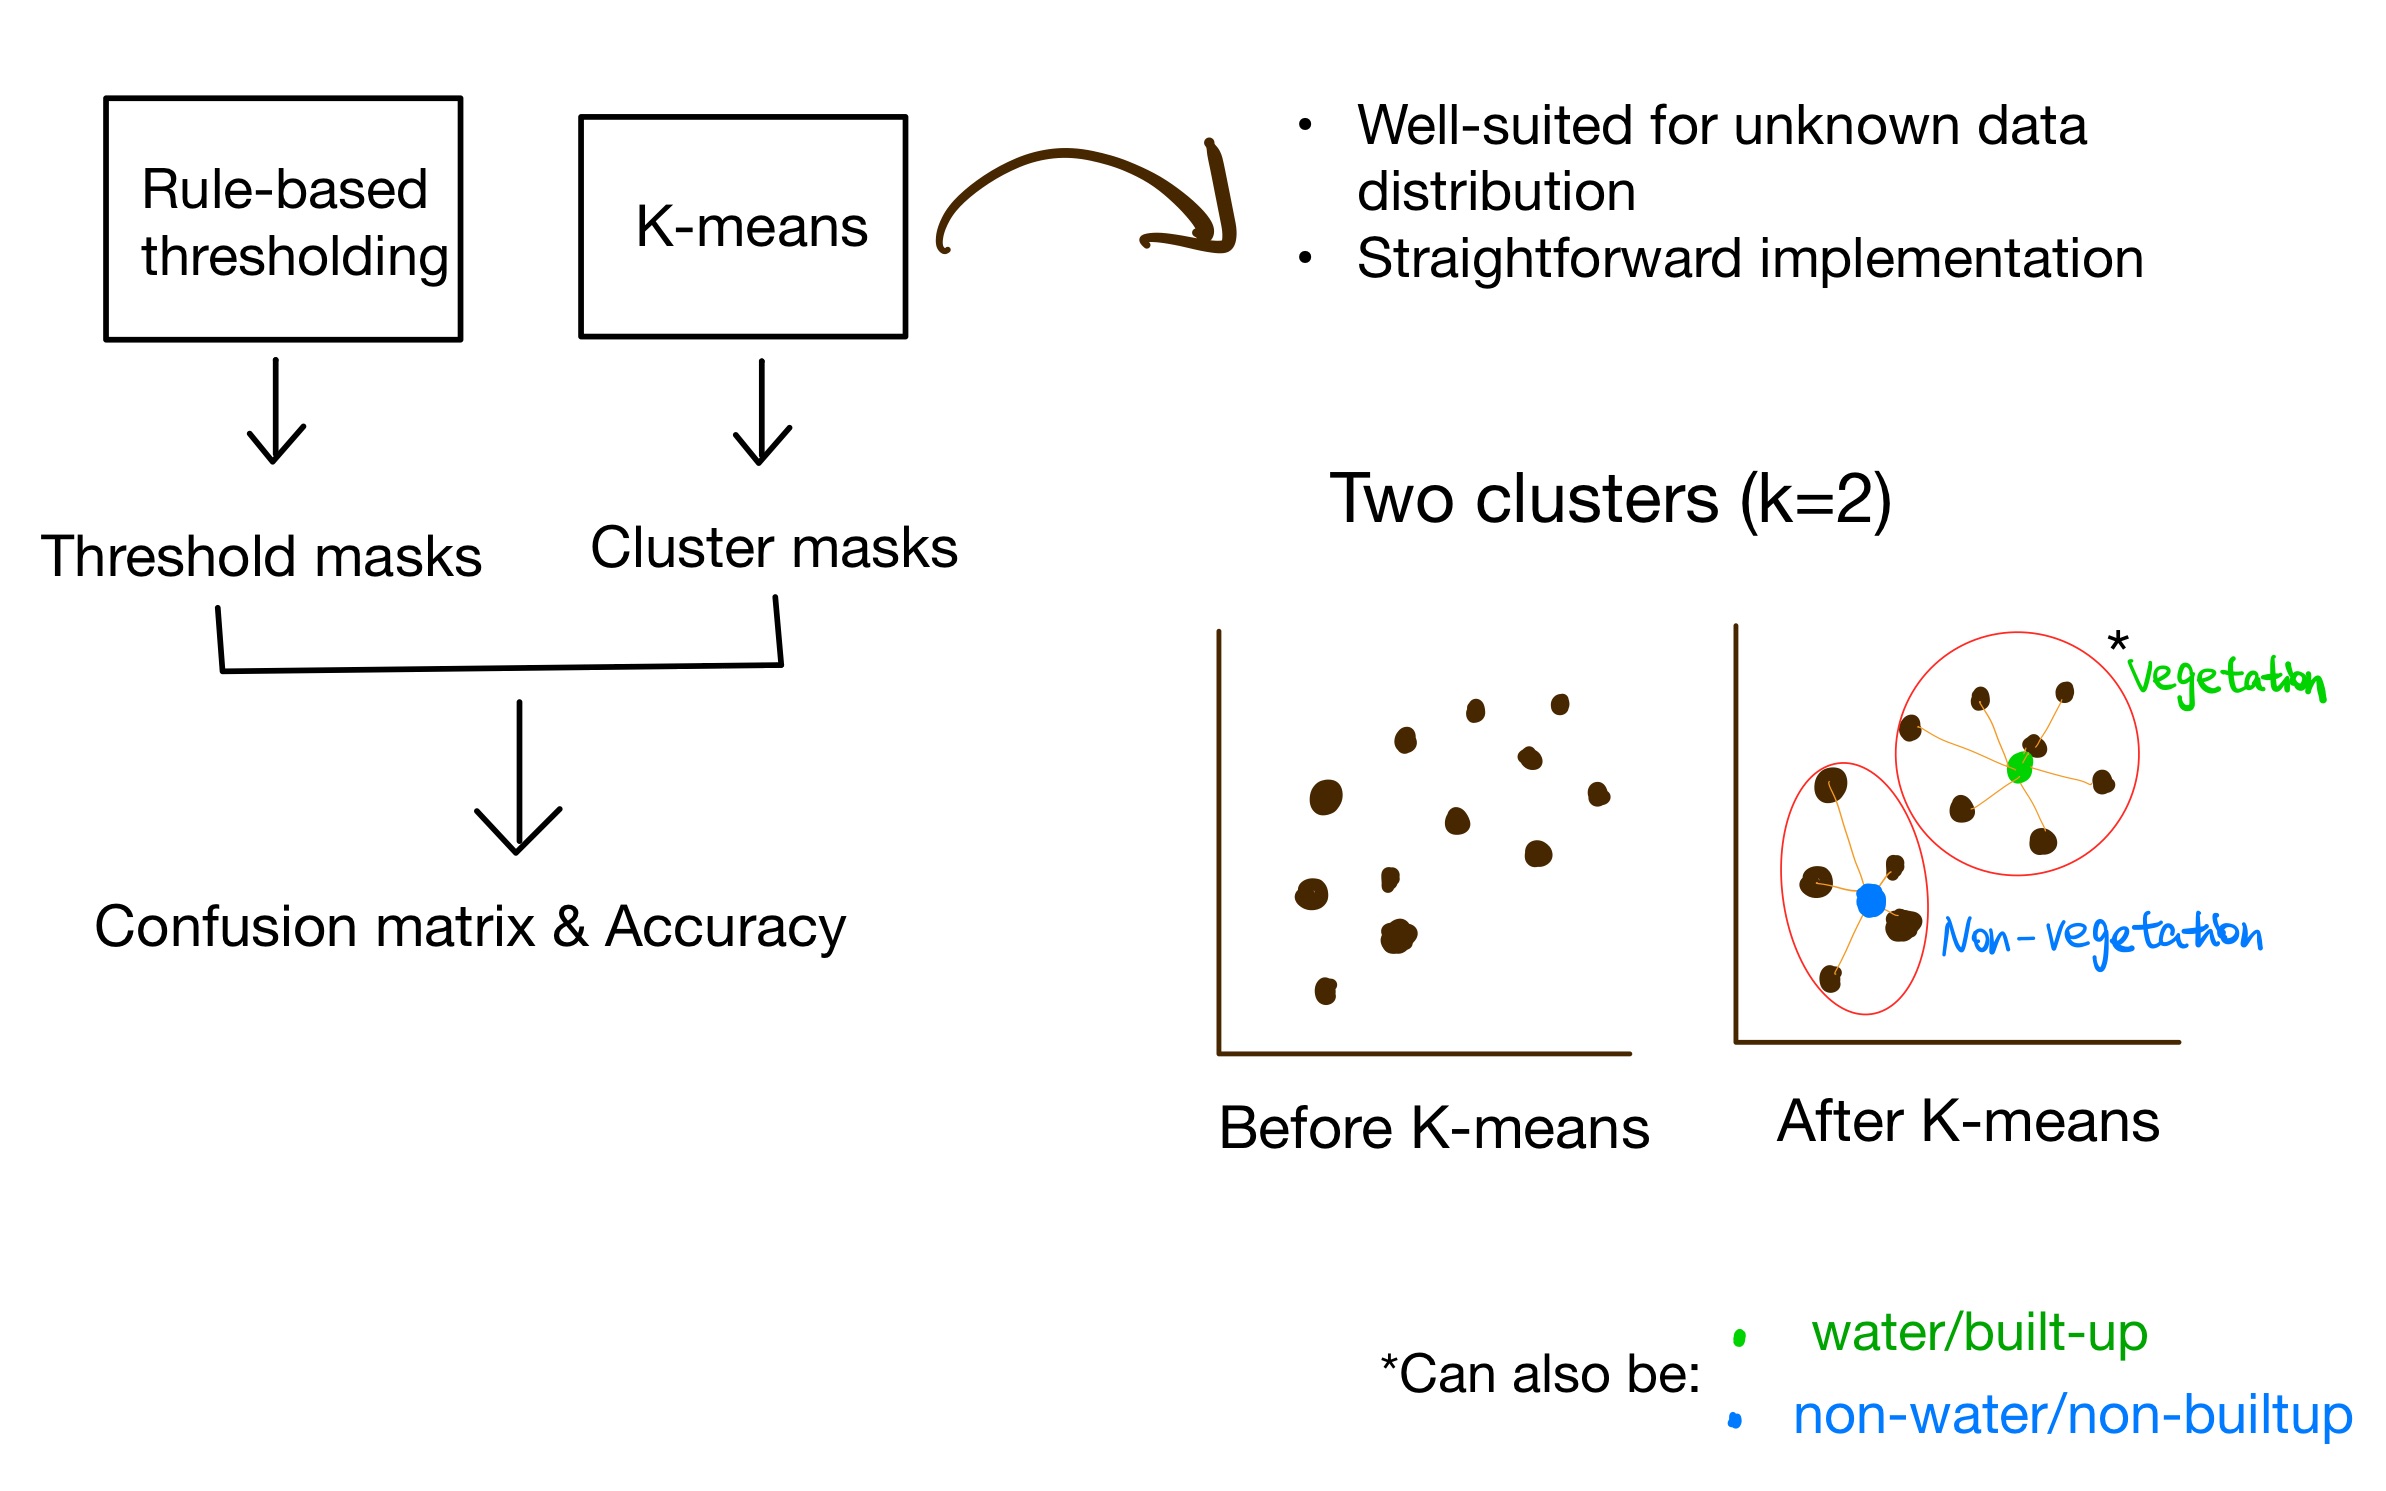 Rule-based
thresholding
K-means
• Well-suited for unknown data
distribution
• Straightforward implementation
Threshold masks
Cluster masks
Confusion matrix & Accuracy
Two clusters (k=2)
*
vegetation
Non-vegetation
Before K-means
After K-means
*Can also be:
water/built-up
non-water/non-builtup